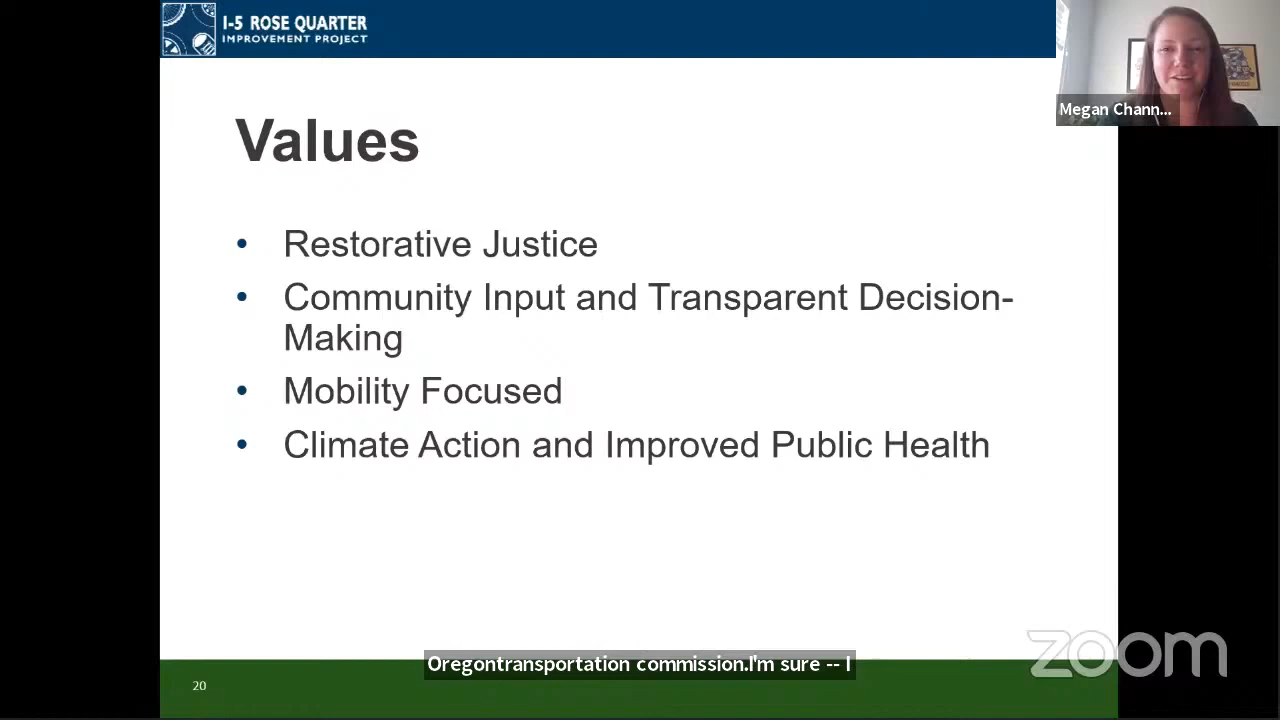 I-5 ROSE QUARTER
IMPROVEMENT PROJECT
Megan Chann...
Values
• Restorative Justice
• Community Input and Transparent Decision-
Making
• Mobility Focused
• Climate Action and Improved Public Health
Oregontransportation commission.I'm sure -- I
zoom
20